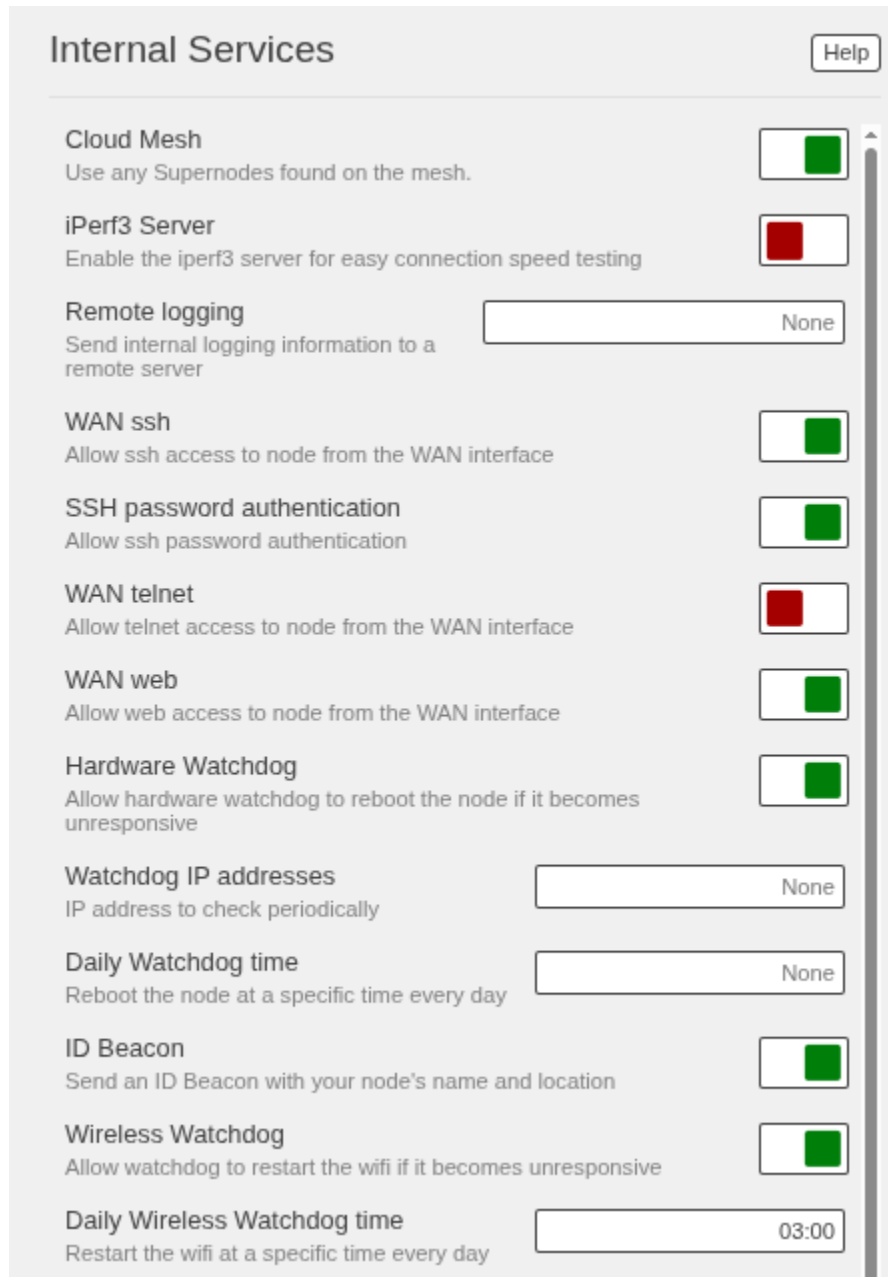 Internal Services
Help
Cloud Mesh
Use any Supernodes found on the mesh.
iPerf3 Server
Enable the iperf3 server for easy connection speed testing
Remote logging
None
Send internal logging information to a
remote server
WAN ssh
Allow ssh access to node from the WAN interface
SSH password authentication
Allow ssh password authentication
WAN telnet
Allow telnet access to node from the WAN interface
WAN web
Allow web access to node from the WAN interface
Hardware Watchdog
Allow hardware watchdog to reboot the node if it becomes
unresponsive
Watchdog IP addresses
None
IP address to check periodically
Daily Watchdog time
None
Reboot the node at a specific time every day
ID Beacon
Send an ID Beacon with your node's name and location
Wireless Watchdog
Allow watchdog to restart the wifi if it becomes unresponsive
Daily Wireless Watchdog time
03:00
Restart the wifi at a specific time every day